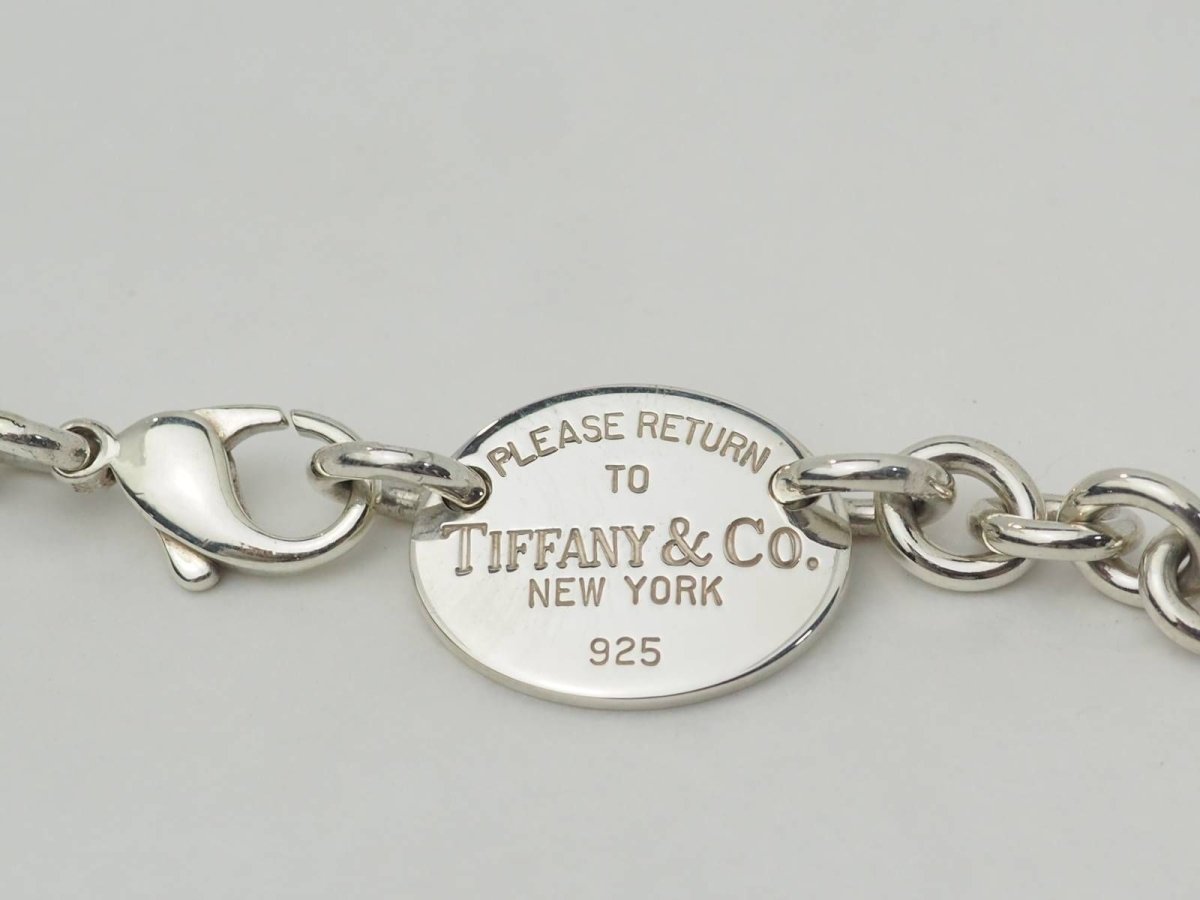 PLEASE RETURN
TO
TIFFANY & CO.
NEW YORK
925